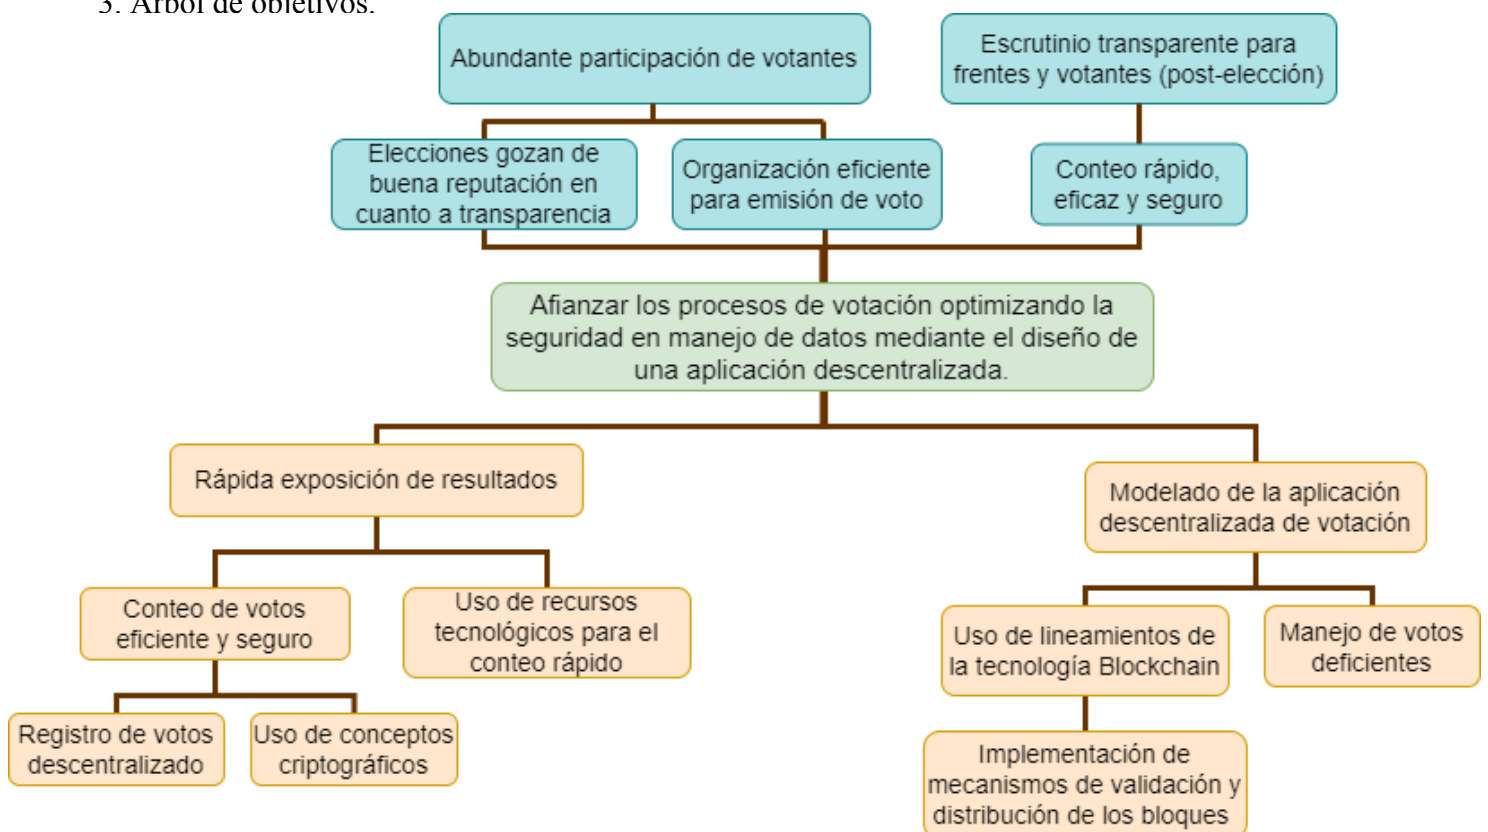 3. Árbol de objetivos.
Abundante participación de votantes
Escrutinio transparente para
frentes y votantes (post-elección)
Elecciones gozan de
buena reputación en
cuanto a transparencia
Organización eficiente
para emisión de voto
Conteo rápido,
eficaz y seguro
Afianzar los procesos de votación optimizando la
seguridad en manejo de datos mediante el diseño de
una aplicación descentralizada.
Rápida exposición de resultados
Modelado de la aplicación
descentralizada de votación
Conteo de votos
eficiente y seguro
Uso de recursos
tecnológicos para el
conteo rápido
Uso de lineamientos de
la tecnología Blockchain
Manejo de votos
deficientes
Registro de votos
descentralizado
Uso de conceptos
criptográficos
Implementación de
mecanismos de validación y
distribución de los bloques